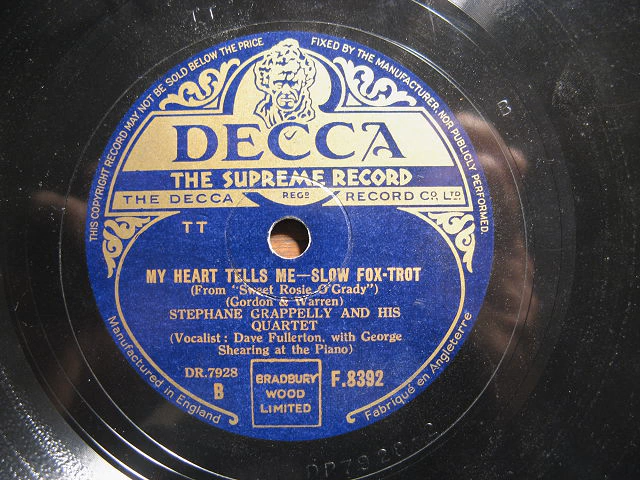 THIS COPYRIGHT RECORD MAY NOT BE SOLD BELOW THE PRICE FIXED BY THE MANUFACTURER, NOR PUBLICLY PERFORMED.
DECCA
THE SUPREME RECORD
THE DECCA REGD RECORD CO. LTD.
TT
MY HEART TELLS ME—SLOW FOX-TROT
(From "Sweet Rosie O'Grady")
(Gordon & Warren)
STEPHANE GRAPPELLY AND HIS
QUARTET
(Vocalist: Dave Fullerton, with George
Shearing at the Piano)
DR.7928
B
BRADBURY
WOOD
LIMITED
F.8392
Manufactured in England
Fabriqué en Angleterre
B